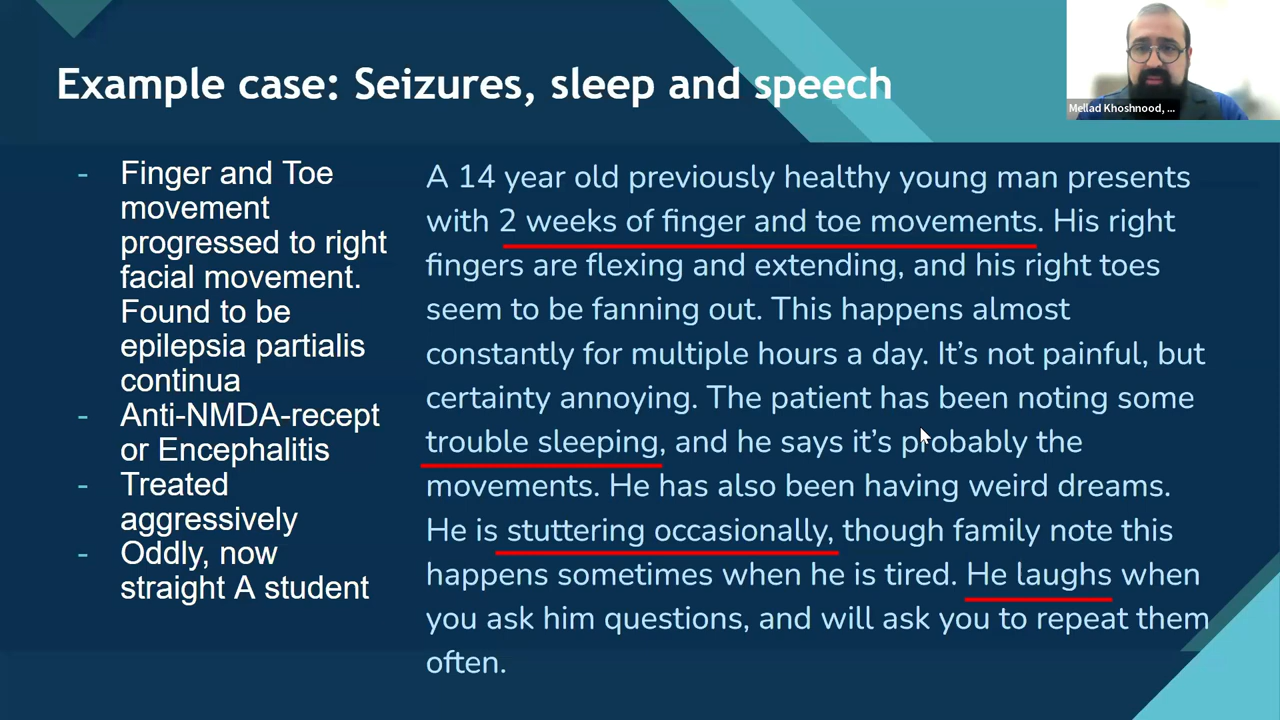 Example case: Seizures, sleep and speech
Mellad Khoshnood, ...
- Finger and Toe
movement
progressed to right
facial movement.
Found to be
epilepsia partialis
continua
- Anti-NMDA-recept
or Encephalitis
- Treated
aggressively
- Oddly, now
straight A student
A 14 year old previously healthy young man presents
with 2 weeks of finger and toe movements. His right
fingers are flexing and extending, and his right toes
seem to be fanning out. This happens almost
constantly for multiple hours a day. It’s not painful, but
certainty annoying. The patient has been noting some
trouble sleeping, and he says it’s probably the
movements. He has also been having weird dreams.
He is stuttering occasionally, though family note this
happens sometimes when he is tired. He laughs when
you ask him questions, and will ask you to repeat them
often.